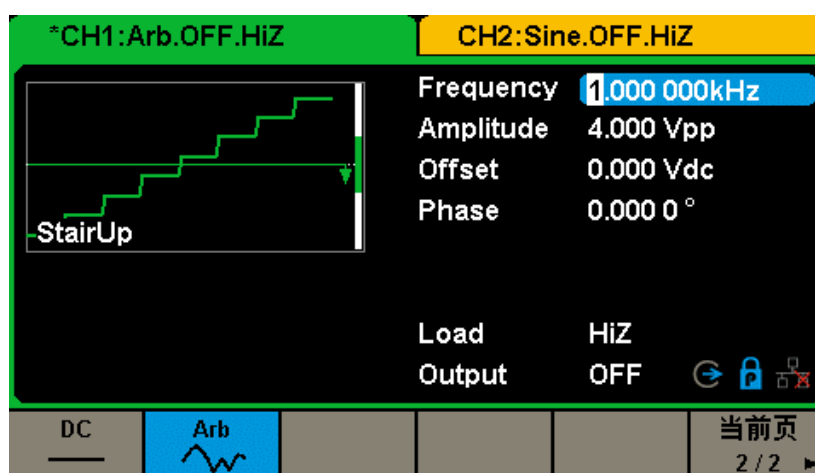 *CH1:Arb.OFF.HiZ
CH2:Sine.OFF.HiZ
Frequency 1.000 000kHz
Amplitude 4.000 Vpp
Offset 0.000 Vdc
Phase 0.000 0 °
StairUp
Load HiZ
Output OFF
P
DC
Arb
当前页
2/2